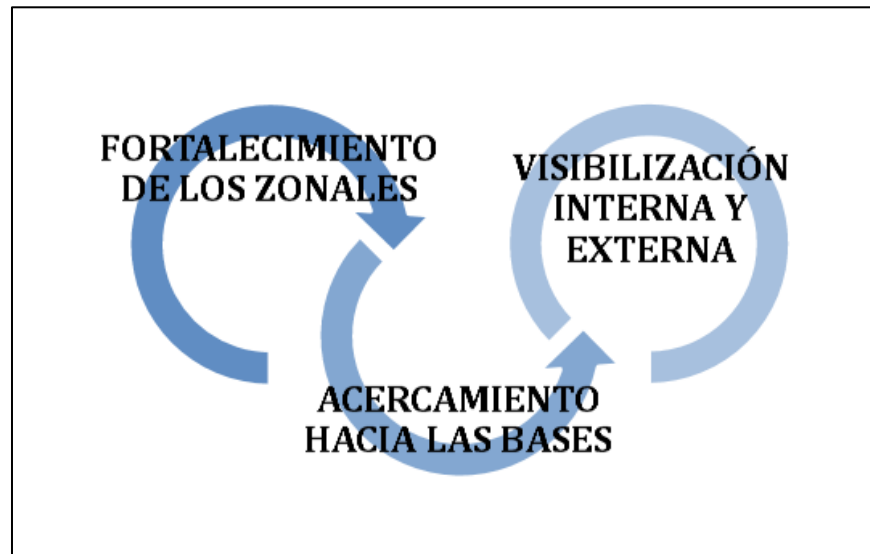 FORTALECIMIENTO
DE LOS ZONALES
VISIBILIZACIÓN
INTERNA Y
EXTERNA
ACERCAMIENTO
HACIA LAS BASES